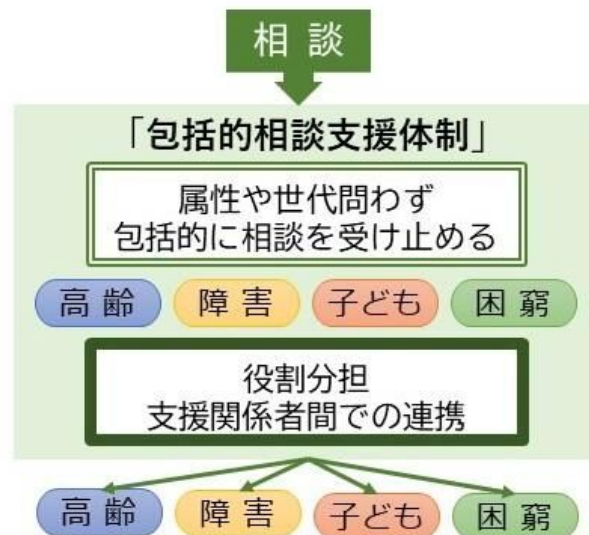 相談
「包括的相談支援体制」
属性や世代問わず
包括的に相談を受け止める
高齢 障害 子ども 困窮
役割分担
支援関係者間での連携
高齢 障害 子ども 困窮